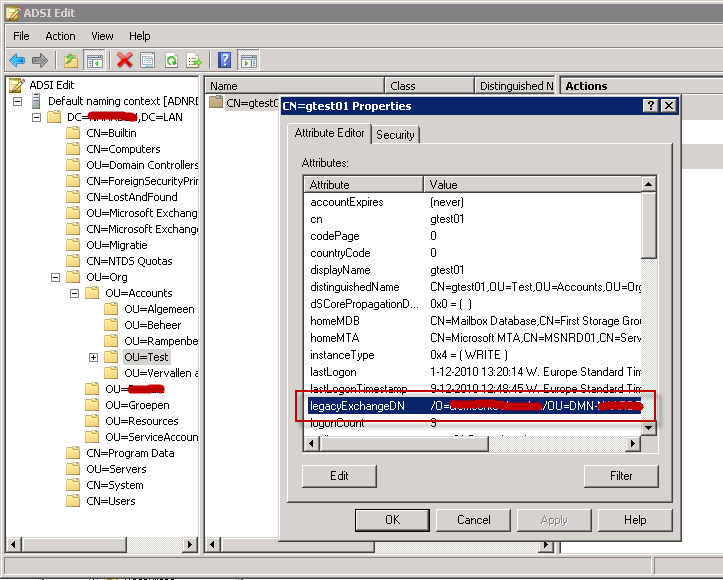 ADSI Edit
File Action View Help
ADSI Edit
Default naming context [ADNRD
DC= ,DC=LAN
CN=Builtin
CN=Computers
OU=Domain Controllers
CN=ForeignSecurityPrin
CN=LostAndFound
OU=Microsoft Exchang
CN=Microsoft Exchang
OU=Migratie
CN=NTDS Quotas
OU=Org
OU=Accounts
OU=Algemeen
OU=Beheer
OU=Rampenbe
OU=Test
OU=Vervallen a
OU=
OU=Groepen
OU=Resources
OU=ServiceAccoun
CN=Program Data
OU=Servers
CN=System
CN=Users
Name Class Distinguished N Actions
CN=gtest0
CN=gtest01 Properties
Attribute Editor Security
Attributes:
Attribute Value
accountExpires (never)
cn gtest01
codePage 0
countryCode 0
displayName gtest01
distinguishedName CN=gtest01,OU=Test,OU=Accounts,OU=Org
dSCorePropagationD... 0x0 = ( )
homeMDB CN=Mailbox Database,CN=First Storage Grou
homeMTA CN=Microsoft MTA,CN=MSNRD01,CN=
instanceType 0x4 = ( WRITE )
lastLogon 1-12-2010 13:20:14 W. Europe Standard Tim
lastLogonTimestamp 9-12-2010 12:48:45 W. Europe Standard Tim
legacyExchangeDN /O= /OU=DMN-
logonCount 3
Edit Filter
OK Cancel Apply Help